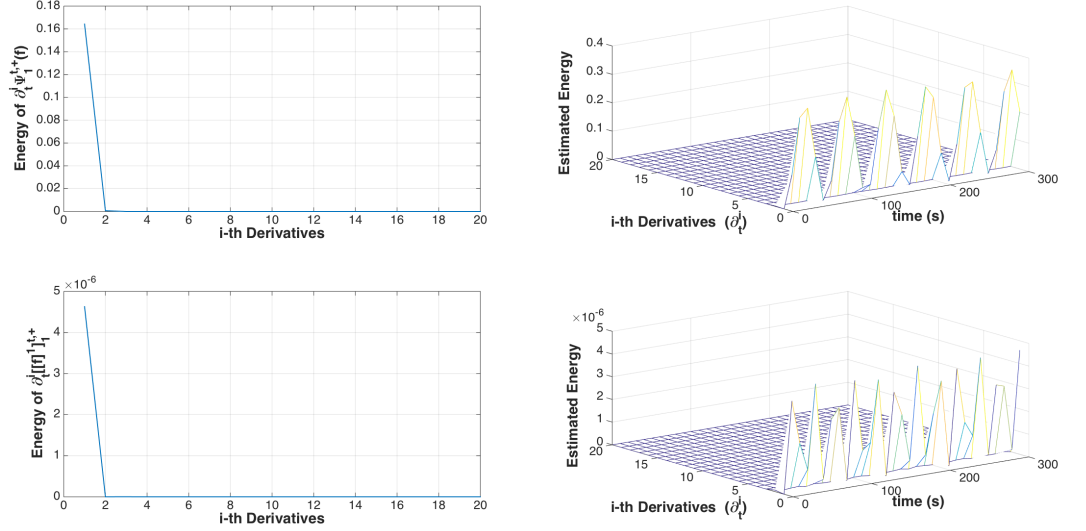 0.18
0.16
0.14
0.12
0.1
0.08
0.06
0.04
0.02
0
Energy of ∂ᵢₜΨ₁ᵗ,⁺(f)
0 2 4 6 8 10 12 14 16 18 20
i-th Derivatives
0.4
0.3
0.2
0.1
0
Estimated Energy
20 15 10 5 0
i-th Derivatives (∂ₜⁱ)
0 100 200 300
time (s)
×10⁻⁶
5
4
3
2
1
0
Energy of ∂ₜⁱ[[f]¹]₁ᵗ,⁺
0 2 4 6 8 10 12 14 16 18 20
i-th Derivatives
×10⁻⁶
5
4
3
2
1
0
Estimated Energy
20 15 10 5 0
i-th Derivatives (∂ₜⁱ)
0 100 200 300
time (s)